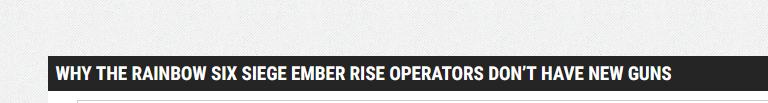 WHY THE RAINBOW SIX SIEGE EMBER RISE OPERATORS DON’T HAVE NEW GUNS